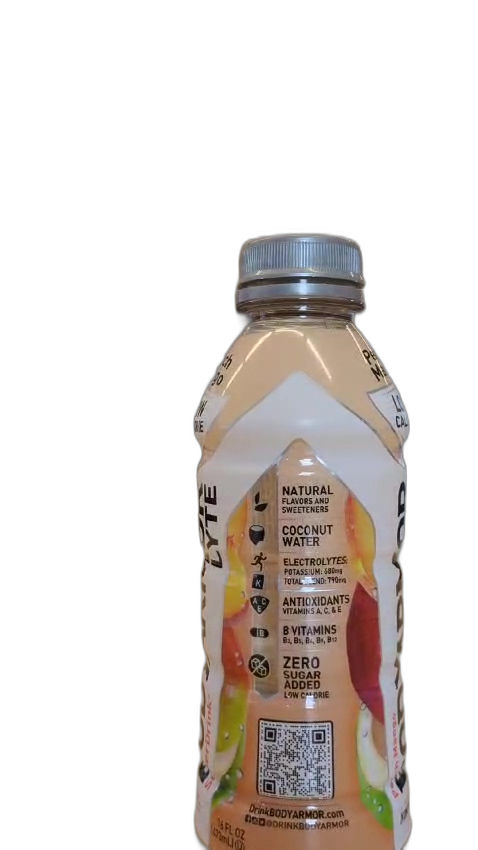 LYTE
NATURAL
FLAVORS AND
SWEETENERS
COCONUT
WATER
ELECTROLYTES:
POTASSIUM: 680mg
TOTAL BLEND: 790mg
K
A C
E
ANTIOXIDANTS
VITAMINS A, C, & E
B
B VITAMINS
B3, B5, B6, B9, B12
ZERO
SUGAR
ADDED
LOW CALORIE
DrinkBODYARMOR.com
@DRINKBODYARMOR
16 FL OZ